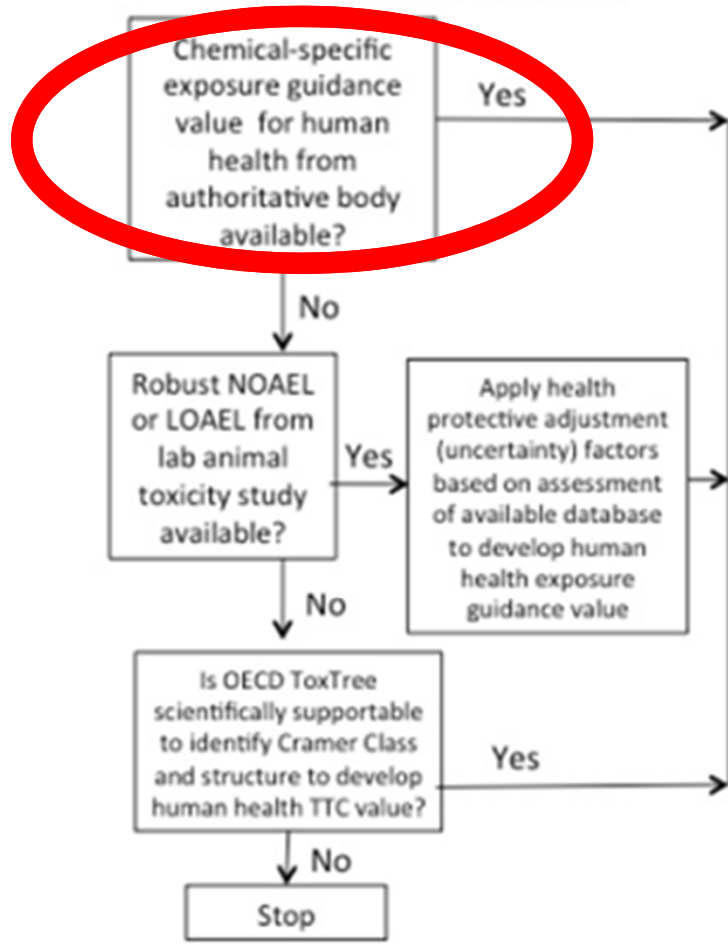 Chemical-specific
exposure guidance
value for human
health from
authoritative body
available?
Yes
No
Robust NOAEL
or LOAEL from
lab animal
toxicity study
available?
Yes
Apply health
protective adjustment
(uncertainty) factors
based on assessment
of available database
to develop human
health exposure
guidance value
No
Is OECD ToxTree
scientifically supportable
to identify Cramer Class
and structure to develop
human health TTC value?
Yes
No
Stop